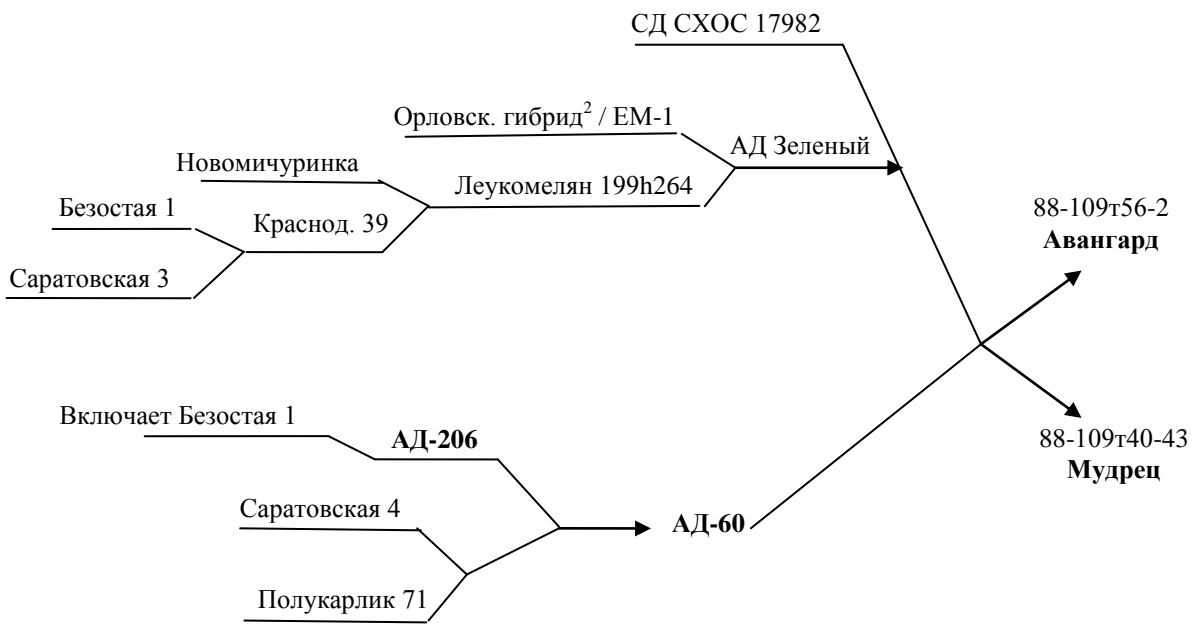 СД СХОС 17982
Орловск. гибрид² / ЕМ-1
АД Зеленый
Новомичуринка
Леукомелян 199h264
Безостая 1
Краснод. 39
Саратовская 3
88-109т56-2
Авангард
Включает Безостая 1
АД-206
88-109т40-43
Мудрец
Саратовская 4
АД-60
Полукарлик 71